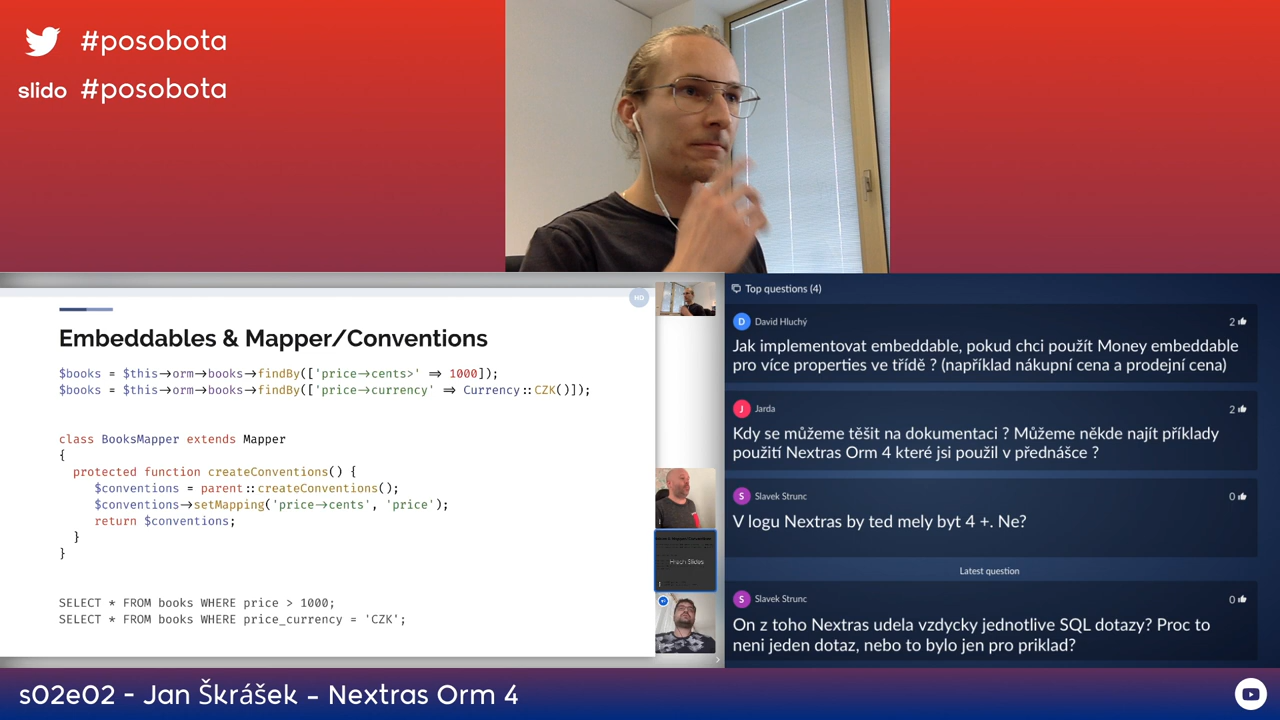 #posobota
slido #posobota
HD
Embeddables & Mapper/Conventions
$books = $this→orm→books→findBy(['price→cents>' ⇒ 1000]);
$books = $this→orm→books→findBy(['price→currency' ⇒ Currency::CZK()]);
class BooksMapper extends Mapper
{
protected function createConventions() {
$conventions = parent::createConventions();
$conventions→setMapping('price→cents', 'price');
return $conventions;
}
}
SELECT * FROM books WHERE price > 1000;
SELECT * FROM books WHERE price_currency = 'CZK';
Hrach Slides
Top questions (4)
D David Hluchý 2
Jak implementovat embeddable, pokud chci použít Money embeddable
pro více properties ve třídě ? (například nákupní cena a prodejní cena)
J Jarda 2
Kdy se můžeme těšit na dokumentaci ? Můžeme někde najít příklady
použití Nextras Orm 4 které jsi použil v přednášce ?
S Slavek Strunc 0
V logu Nextras by ted mely byt 4 +. Ne?
Latest question
S Slavek Strunc 0
On z toho Nextras udela vzdycky jednotlive SQL dotazy? Proc to
neni jeden dotaz, nebo to bylo jen pro priklad?
s02e02 - Jan Škrášek – Nextras Orm 4